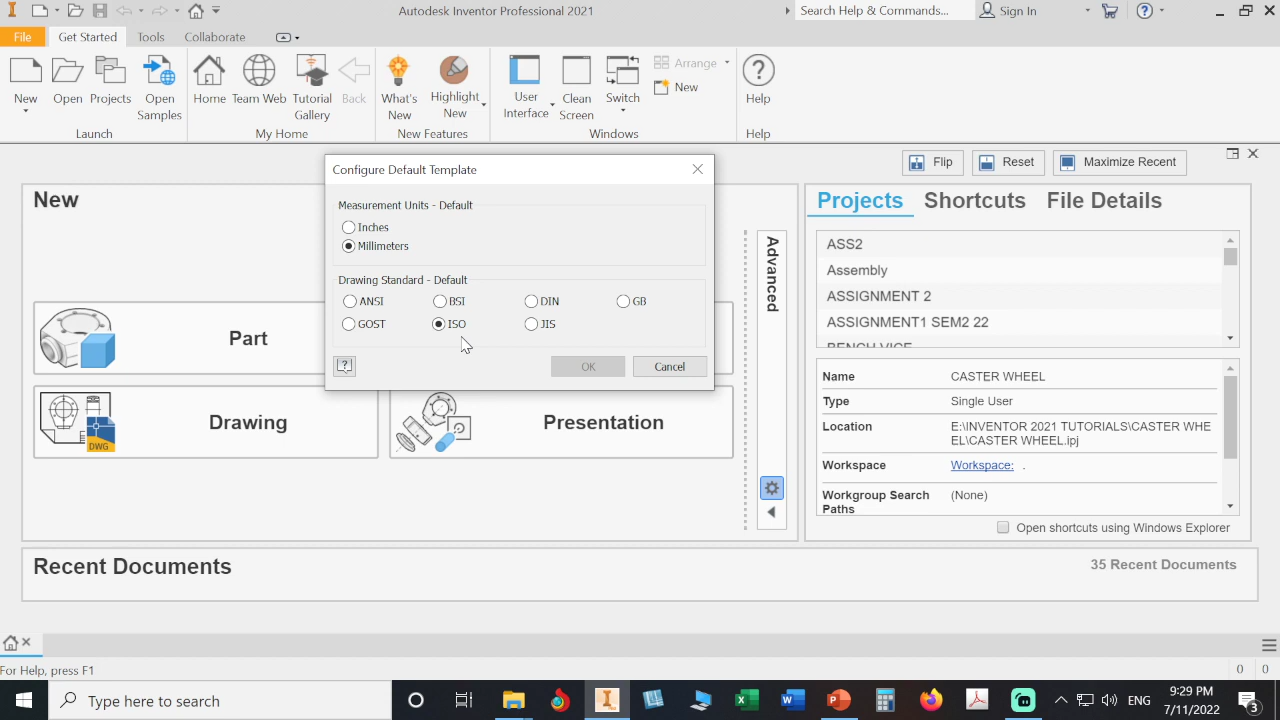 Autodesk Inventor Professional 2021
Search Help & Commands...
Sign In
File
Get Started
Tools
Collaborate
New
Open
Projects
Open
Samples
Home
Team Web
Tutorial
Gallery
Back
What's
New
Highlight
New
User
Interface
Clean
Screen
Switch
Arrange
New
Help
Launch
My Home
New Features
Windows
Help
Flip
Reset
Maximize Recent
New
Configure Default Template
Measurement Units - Default
Inches
Millimeters
Drawing Standard - Default
ANSI
BSI
DIN
GB
GOST
ISO
JIS
OK
Cancel
Part
Drawing
DWG
Presentation
Advanced
Projects
Shortcuts
File Details
ASS2
Assembly
ASSIGNMENT 2
ASSIGNMENT1 SEM2 22
BENCH VICE
Name CASTER WHEEL
Type Single User
Location E:\INVENTOR 2021 TUTORIALS\CASTER WHE
EL\CASTER WHEEL.ipj
Workspace Workspace: .
Workgroup Search (None)
Paths
Open shortcuts using Windows Explorer
Recent Documents
35 Recent Documents
For Help, press F1
0 0
Type here to search
ENG
9:29 PM
7/11/2022
3